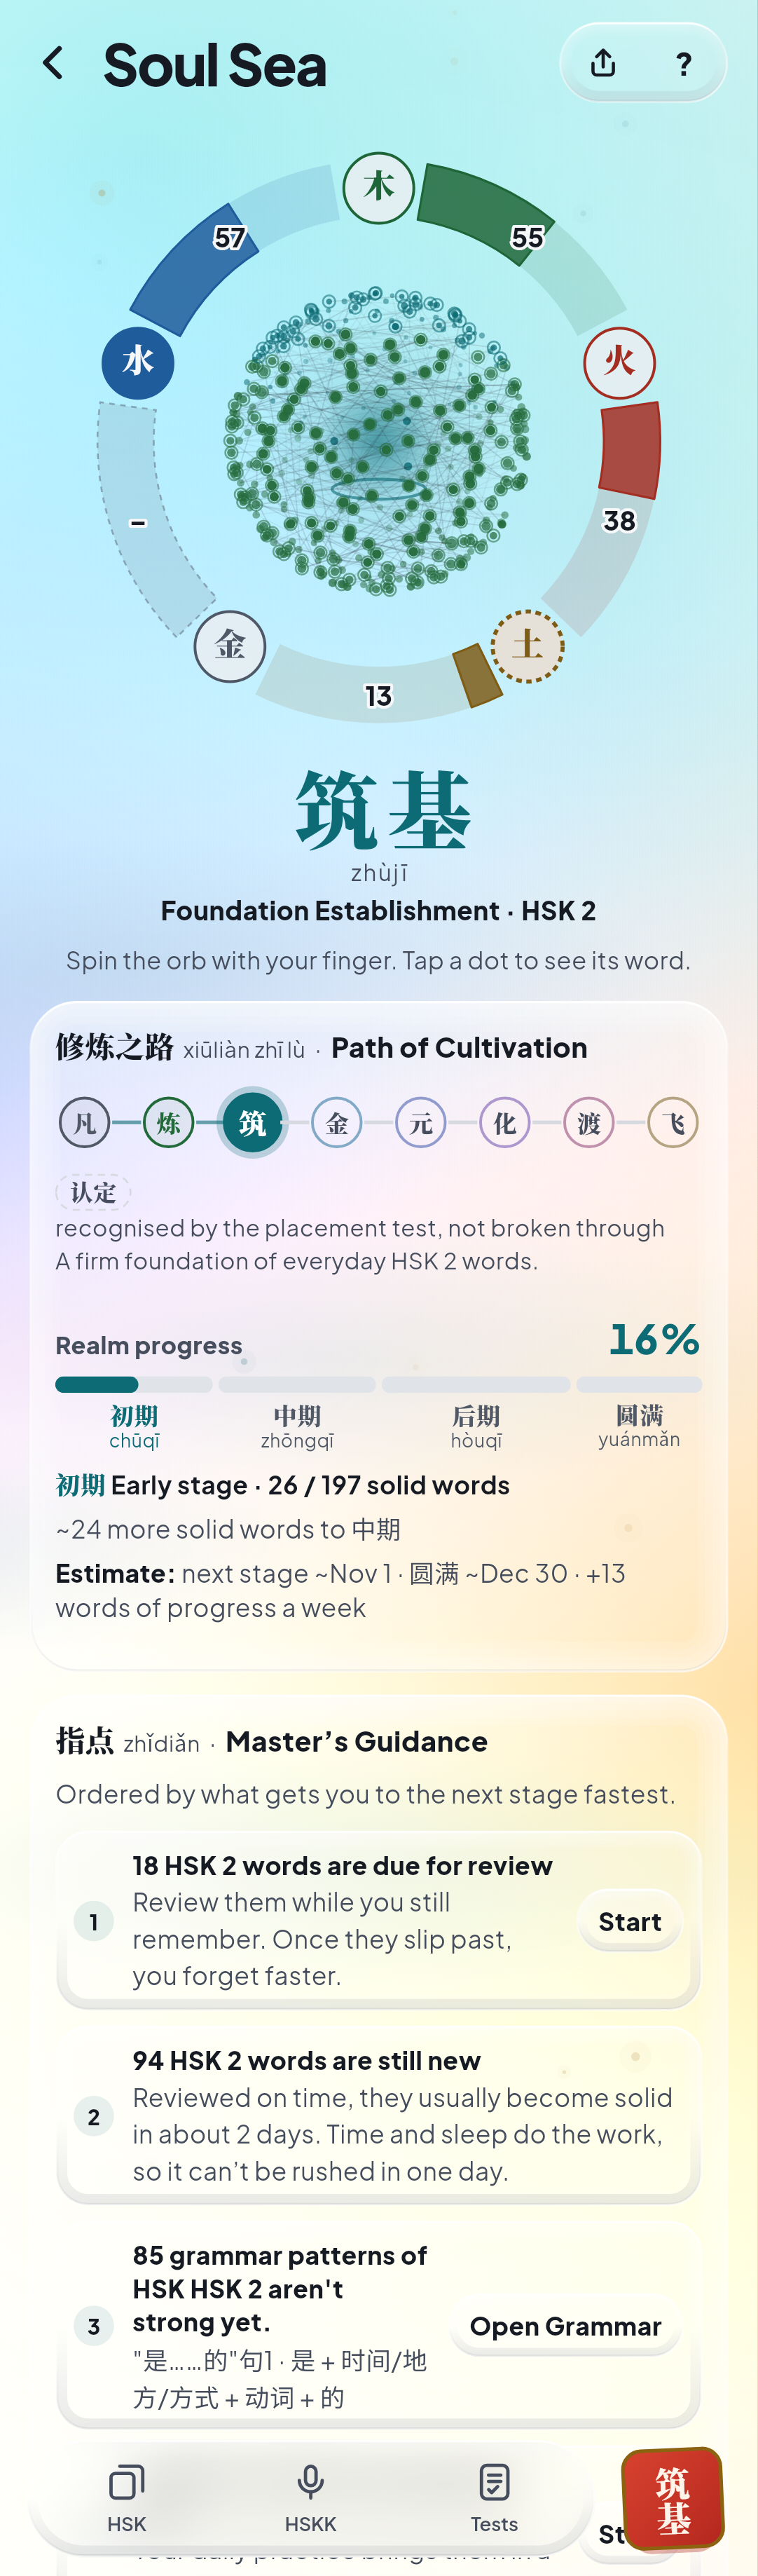 Soul Sea
?
木
57
55
水
火
–
38
金
土
13
筑基
zhùjī
Foundation Establishment · HSK 2
Spin the orb with your finger. Tap a dot to see its word.
修炼之路 xiūliàn zhī lù · Path of Cultivation
凡 炼 筑 金 元 化 渡 飞
认定
recognised by the placement test, not broken through
A firm foundation of everyday HSK 2 words.
Realm progress 16%
初期 中期 后期 圆满
chūqī zhōngqī hòuqī yuánmǎn
初期 Early stage · 26 / 197 solid words
~24 more solid words to 中期
Estimate: next stage ~Nov 1 · 圆满 ~Dec 30 · +13
words of progress a week
指点 zhǐdiǎn · Master’s Guidance
Ordered by what gets you to the next stage fastest.
18 HSK 2 words are due for review
1
Review them while you still
remember. Once they slip past,
you forget faster.
Start
94 HSK 2 words are still new
2
Reviewed on time, they usually become solid
in about 2 days. Time and sleep do the work,
so it can’t be rushed in one day.
85 grammar patterns of
HSK HSK 2 aren't
strong yet.
3
Open Grammar
"是……的"句1 · 是 + 时间/地
方/方式 + 动词 + 的
HSK
HSKK
Tests
筑基